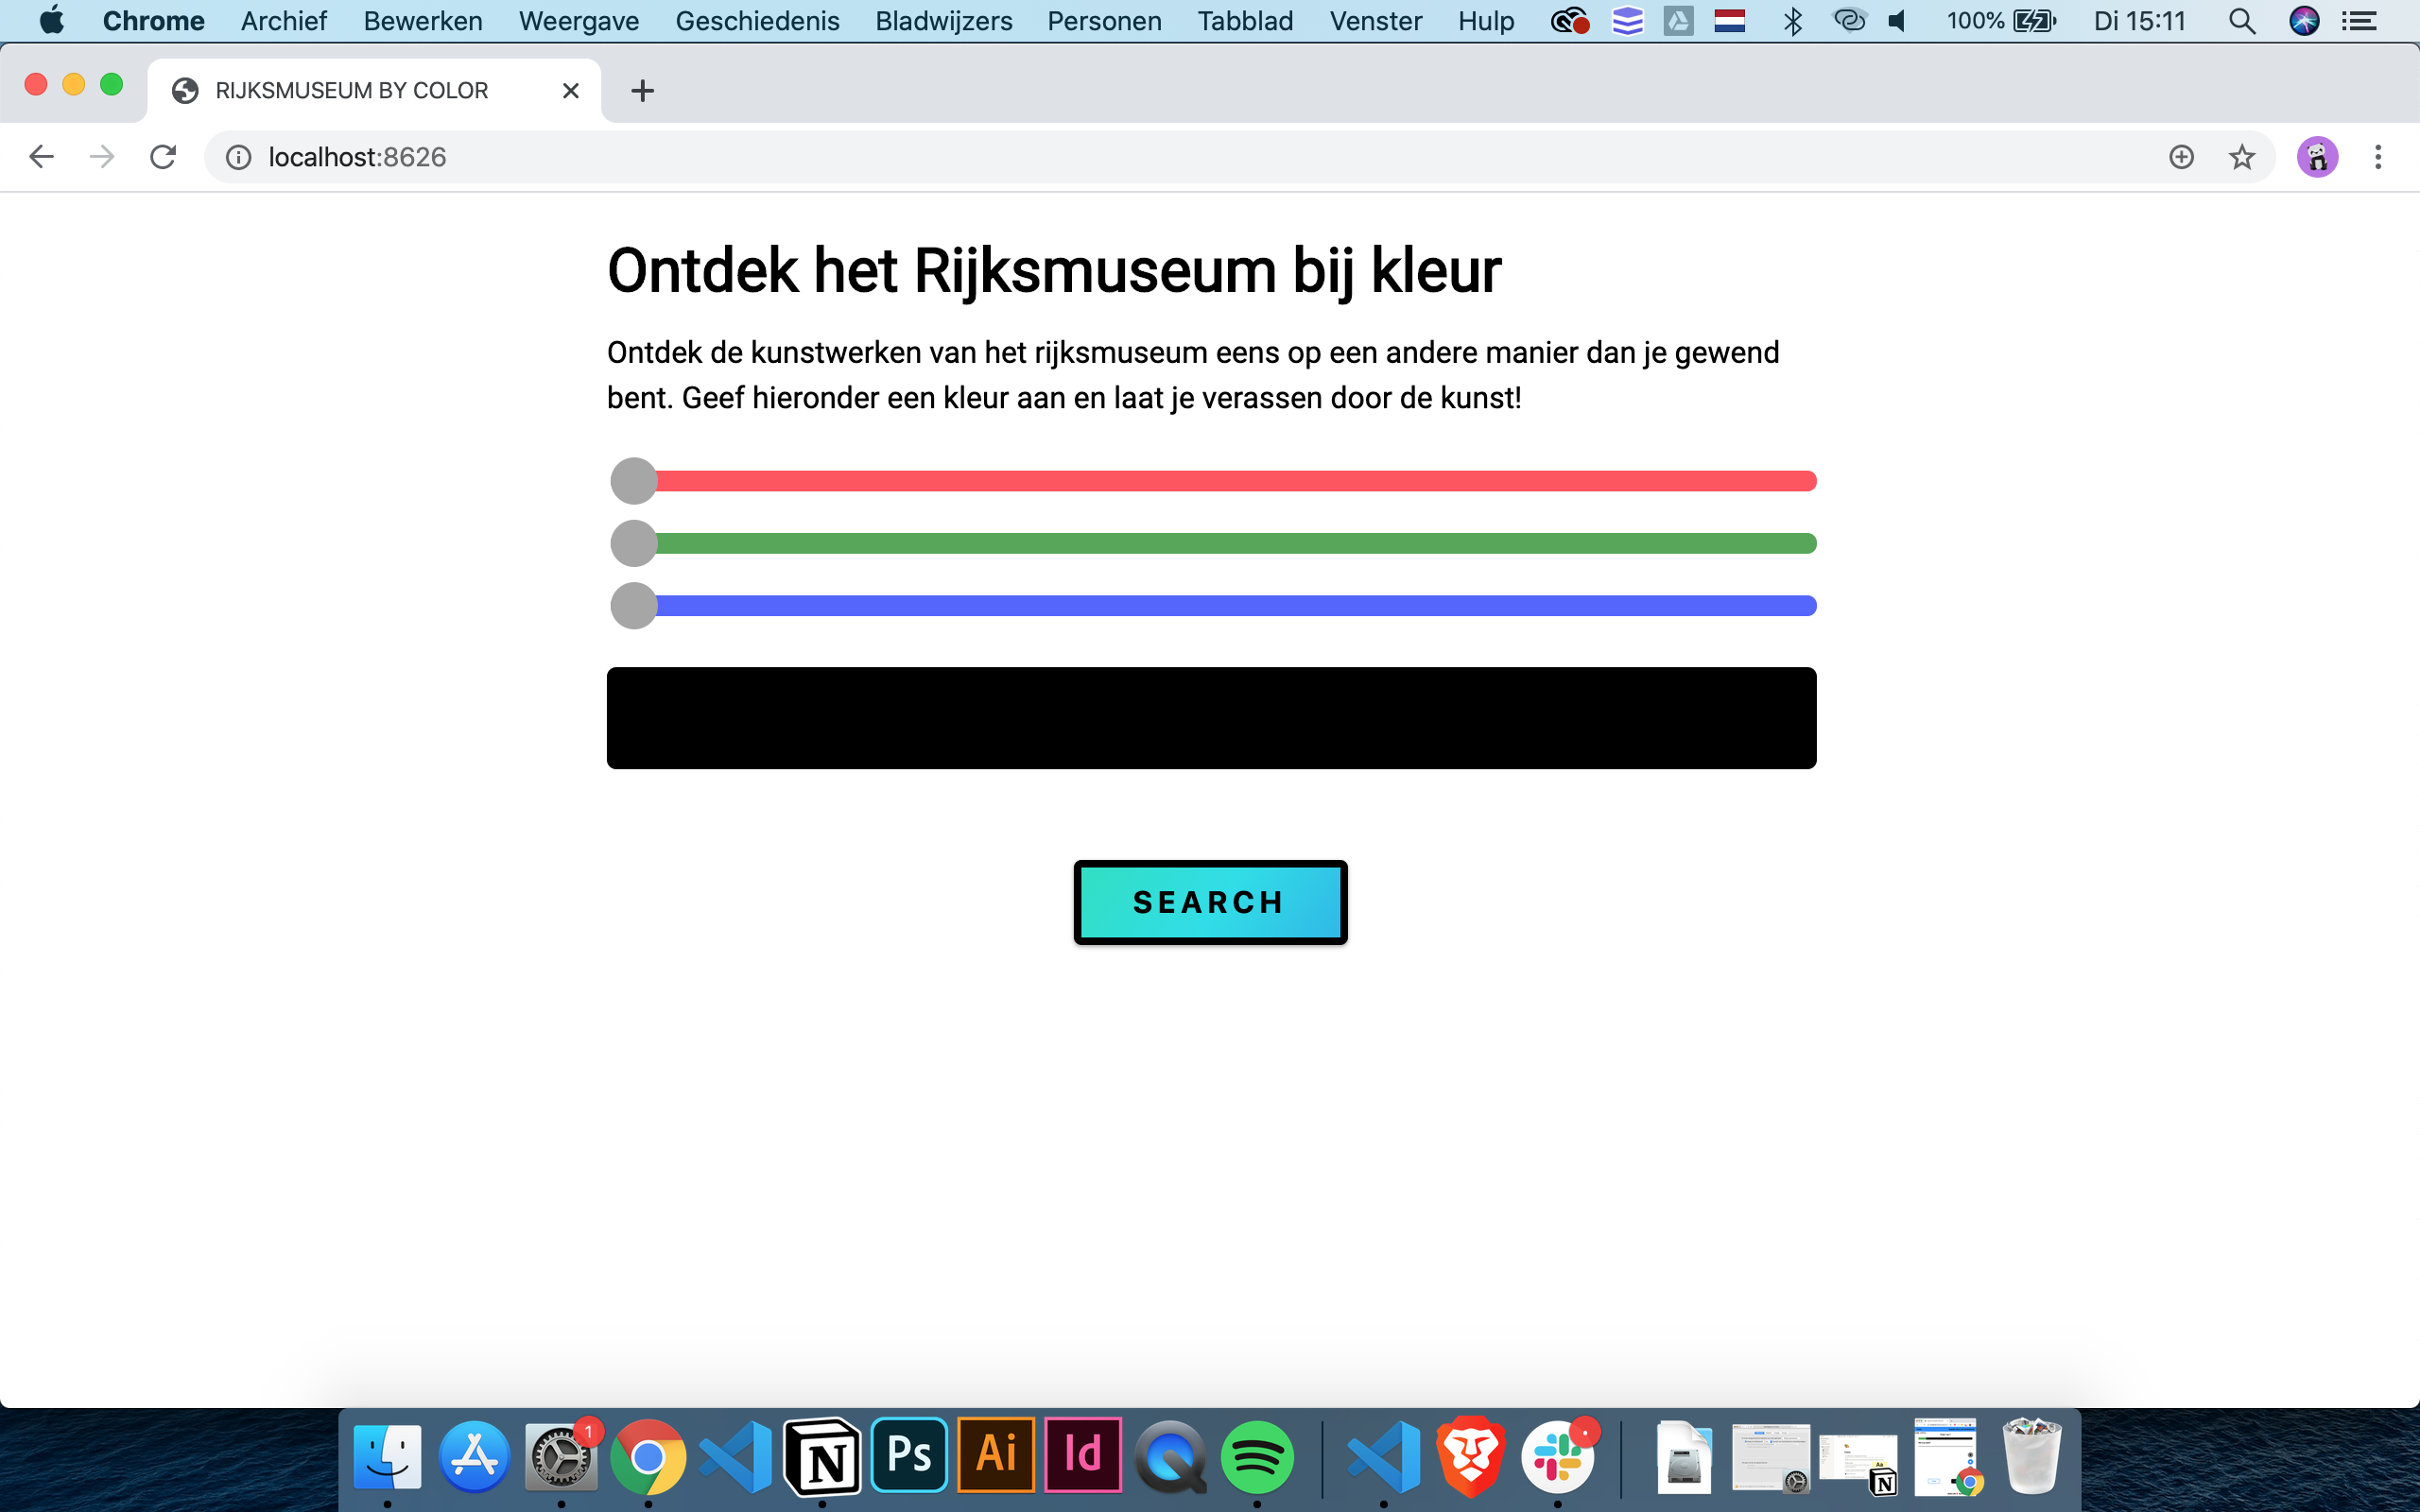 Chrome Archief Bewerken Weergave Geschiedenis Bladwijzers Personen Tabblad Venster Hulp 100% Di 15:11
RIJKSMUSEUM BY COLOR
localhost:8626
Ontdek het Rijksmuseum bij kleur
Ontdek de kunstwerken van het rijksmuseum eens op een andere manier dan je gewend
bent. Geef hieronder een kleur aan en laat je verassen door de kunst!
SEARCH
1
N Ps Ai Id
Aa
N